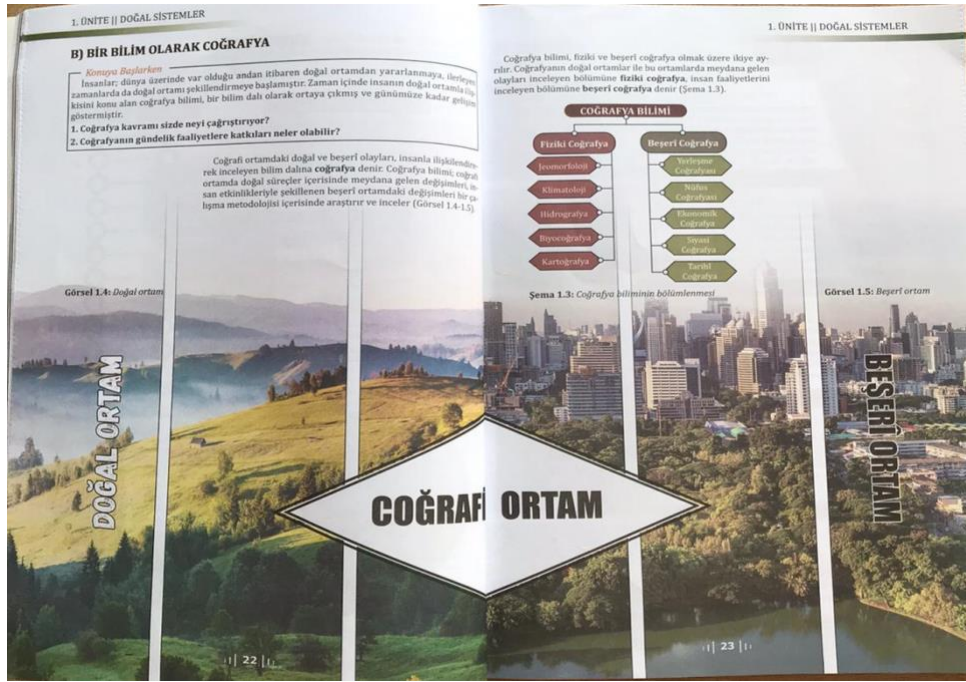 1. ÜNİTE || DOĞAL SİSTEMLER
B) BİR BİLİM OLARAK COĞRAFYA
Konuya Başlarken
İnsanlar; dünya üzerinde var olduğu andan itibaren doğal ortamdan yararlanmaya, ilerleyen
zamanlarda da doğal ortamı şekillendirmeye başlamıştır. Zaman içinde insanın doğal ortamla iliş-
kisini konu alan coğrafya bilimi, bir bilim dalı olarak ortaya çıkmış ve günümüze kadar gelişim
göstermiştir.
1. Coğrafya kavramı sizde neyi çağrıştırıyor?
2. Coğrafyanın gündelik faaliyetlere katkıları neler olabilir?
Coğrafi ortamdaki doğal ve beşerî olayları, insanla ilişkilendire-
rek inceleyen bilim dalına coğrafya denir. Coğrafya bilimi; coğrafi
ortamda doğal süreçler içerisinde meydana gelen değişimleri, in-
san etkinlikleriyle şekillenen beşerî ortamdaki değişimleri bir ça-
lışma metodolojisi içerisinde araştırır ve inceler (Görsel 1.4-1.5).
Görsel 1.4: Doğal ortam
DOĞAL ORTAM
22
1. ÜNİTE || DOĞAL SİSTEMLER
Coğrafya bilimi, fiziki ve beşerî coğrafya olmak üzere ikiye ay-
rılır. Coğrafyanın doğal ortamlar ile bu ortamlarda meydana gelen
olayları inceleyen bölümüne fiziki coğrafya, insan faaliyetlerini
inceleyen bölümüne beşerî coğrafya denir (Şema 1.3).
COĞRAFYA BİLİMİ
Fiziki Coğrafya
Jeomorfoloji
Klimatoloji
Hidrografya
Biyocoğrafya
Kartoğrafya
Beşerî Coğrafya
Yerleşme
Coğrafyası
Nüfus
Coğrafyası
Ekonomik
Coğrafya
Siyasi
Coğrafya
Tarihî
Coğrafya
Şema 1.3: Coğrafya biliminin bölümlenmesi
Görsel 1.5: Beşerî ortam
BEŞERÎ ORTAM
COĞRAFİ ORTAM
23